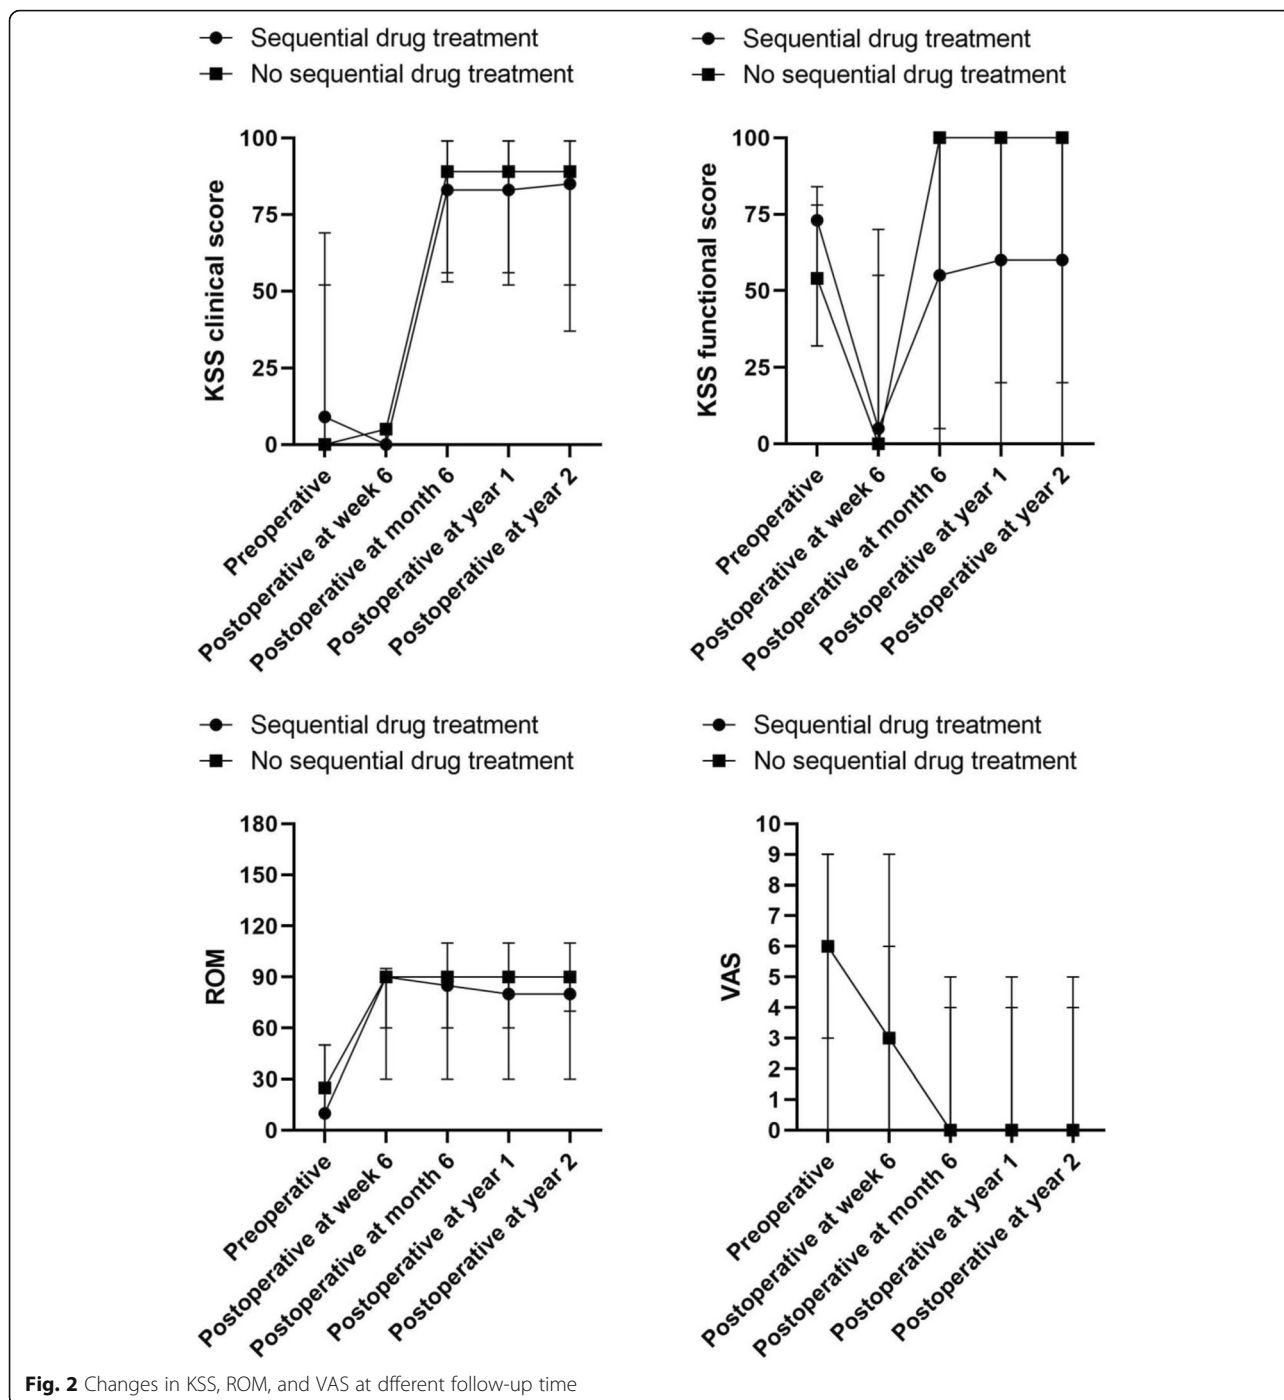 Sequential drug treatment
No sequential drug treatment
100
75
50
25
0
KSS clinical score
Preoperative
Postoperative at week 6
Postoperative at month 6
Postoperative at year 1
Postoperative at year 2
Sequential drug treatment
No sequential drug treatment
100
75
50
25
0
KSS functional score
Preoperative
Postoperative at week 6
Postoperative at month 6
Postoperative at year 1
Postoperative at year 2
Sequential drug treatment
No sequential drug treatment
180
150
120
90
60
30
0
ROM
Preoperative
Postoperative at week 6
Postoperative at month 6
Postoperative at year 1
Postoperative at year 2
Sequential drug treatment
No sequential drug treatment
10
9
8
7
6
5
4
3
2
1
0
VAS
Preoperative
Postoperative at week 6
Postoperative at month 6
Postoperative at year 1
Postoperative at year 2
Fig. 2 Changes in KSS, ROM, and VAS at dfferent follow-up time